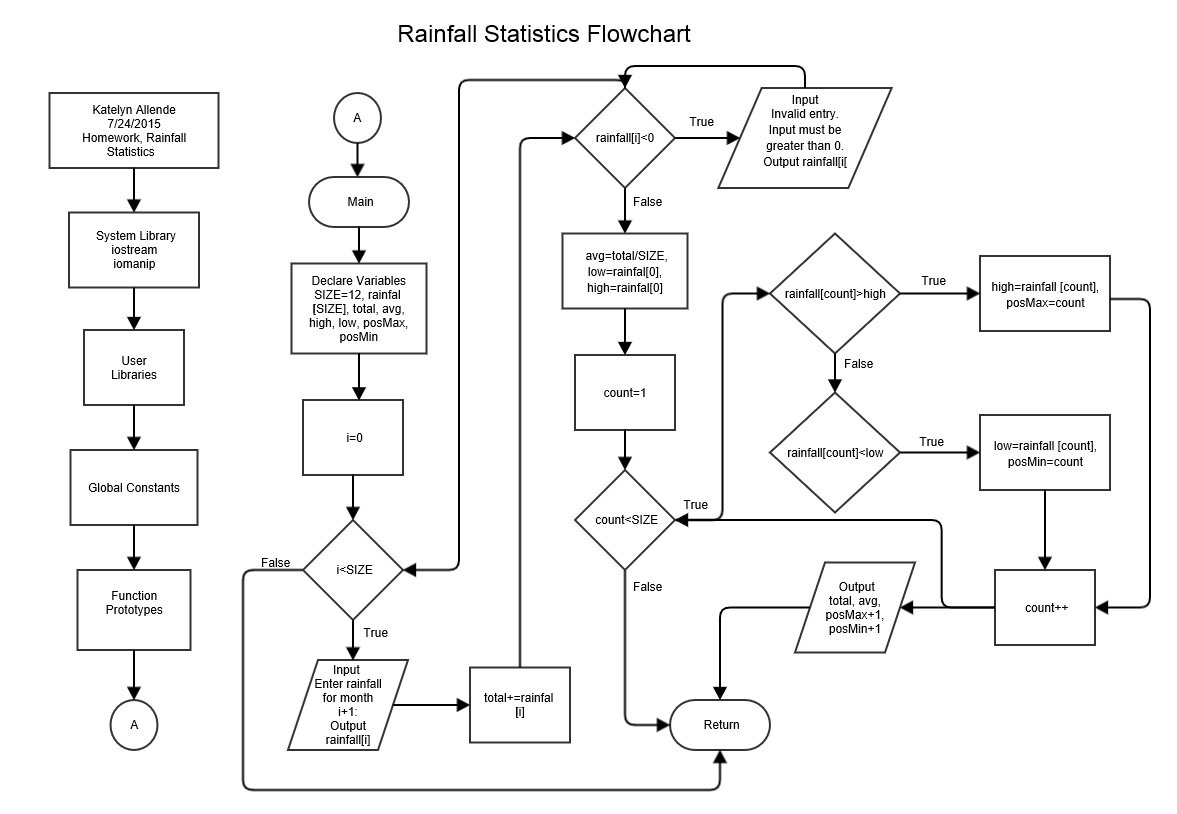 Rainfall Statistics Flowchart
Katelyn Allende
7/24/2015
Homework, Rainfall
Statistics
System Library
iostream
iomanip
User
Libraries
Global Constants
Function
Prototypes
A
A
Main
Declare Variables
SIZE=12, rainfal
[SIZE], total, avg,
high, low, posMax,
posMin
i=0
i<SIZE
False
True
Input
Enter rainfall
for month
i+1:
Output
rainfall[i]
total+=rainfal
[i]
rainfall[i]<0
True
Input
Invalid entry.
Input must be
greater than 0.
Output rainfall[i[
False
avg=total/SIZE,
low=rainfal[0],
high=rainfal[0]
count=1
count<SIZE
True
False
rainfall[count]>high
True
high=rainfall [count],
posMax=count
False
rainfall[count]<low
True
low=rainfall [count],
posMin=count
count++
Output
total, avg,
posMax+1,
posMin+1
Return